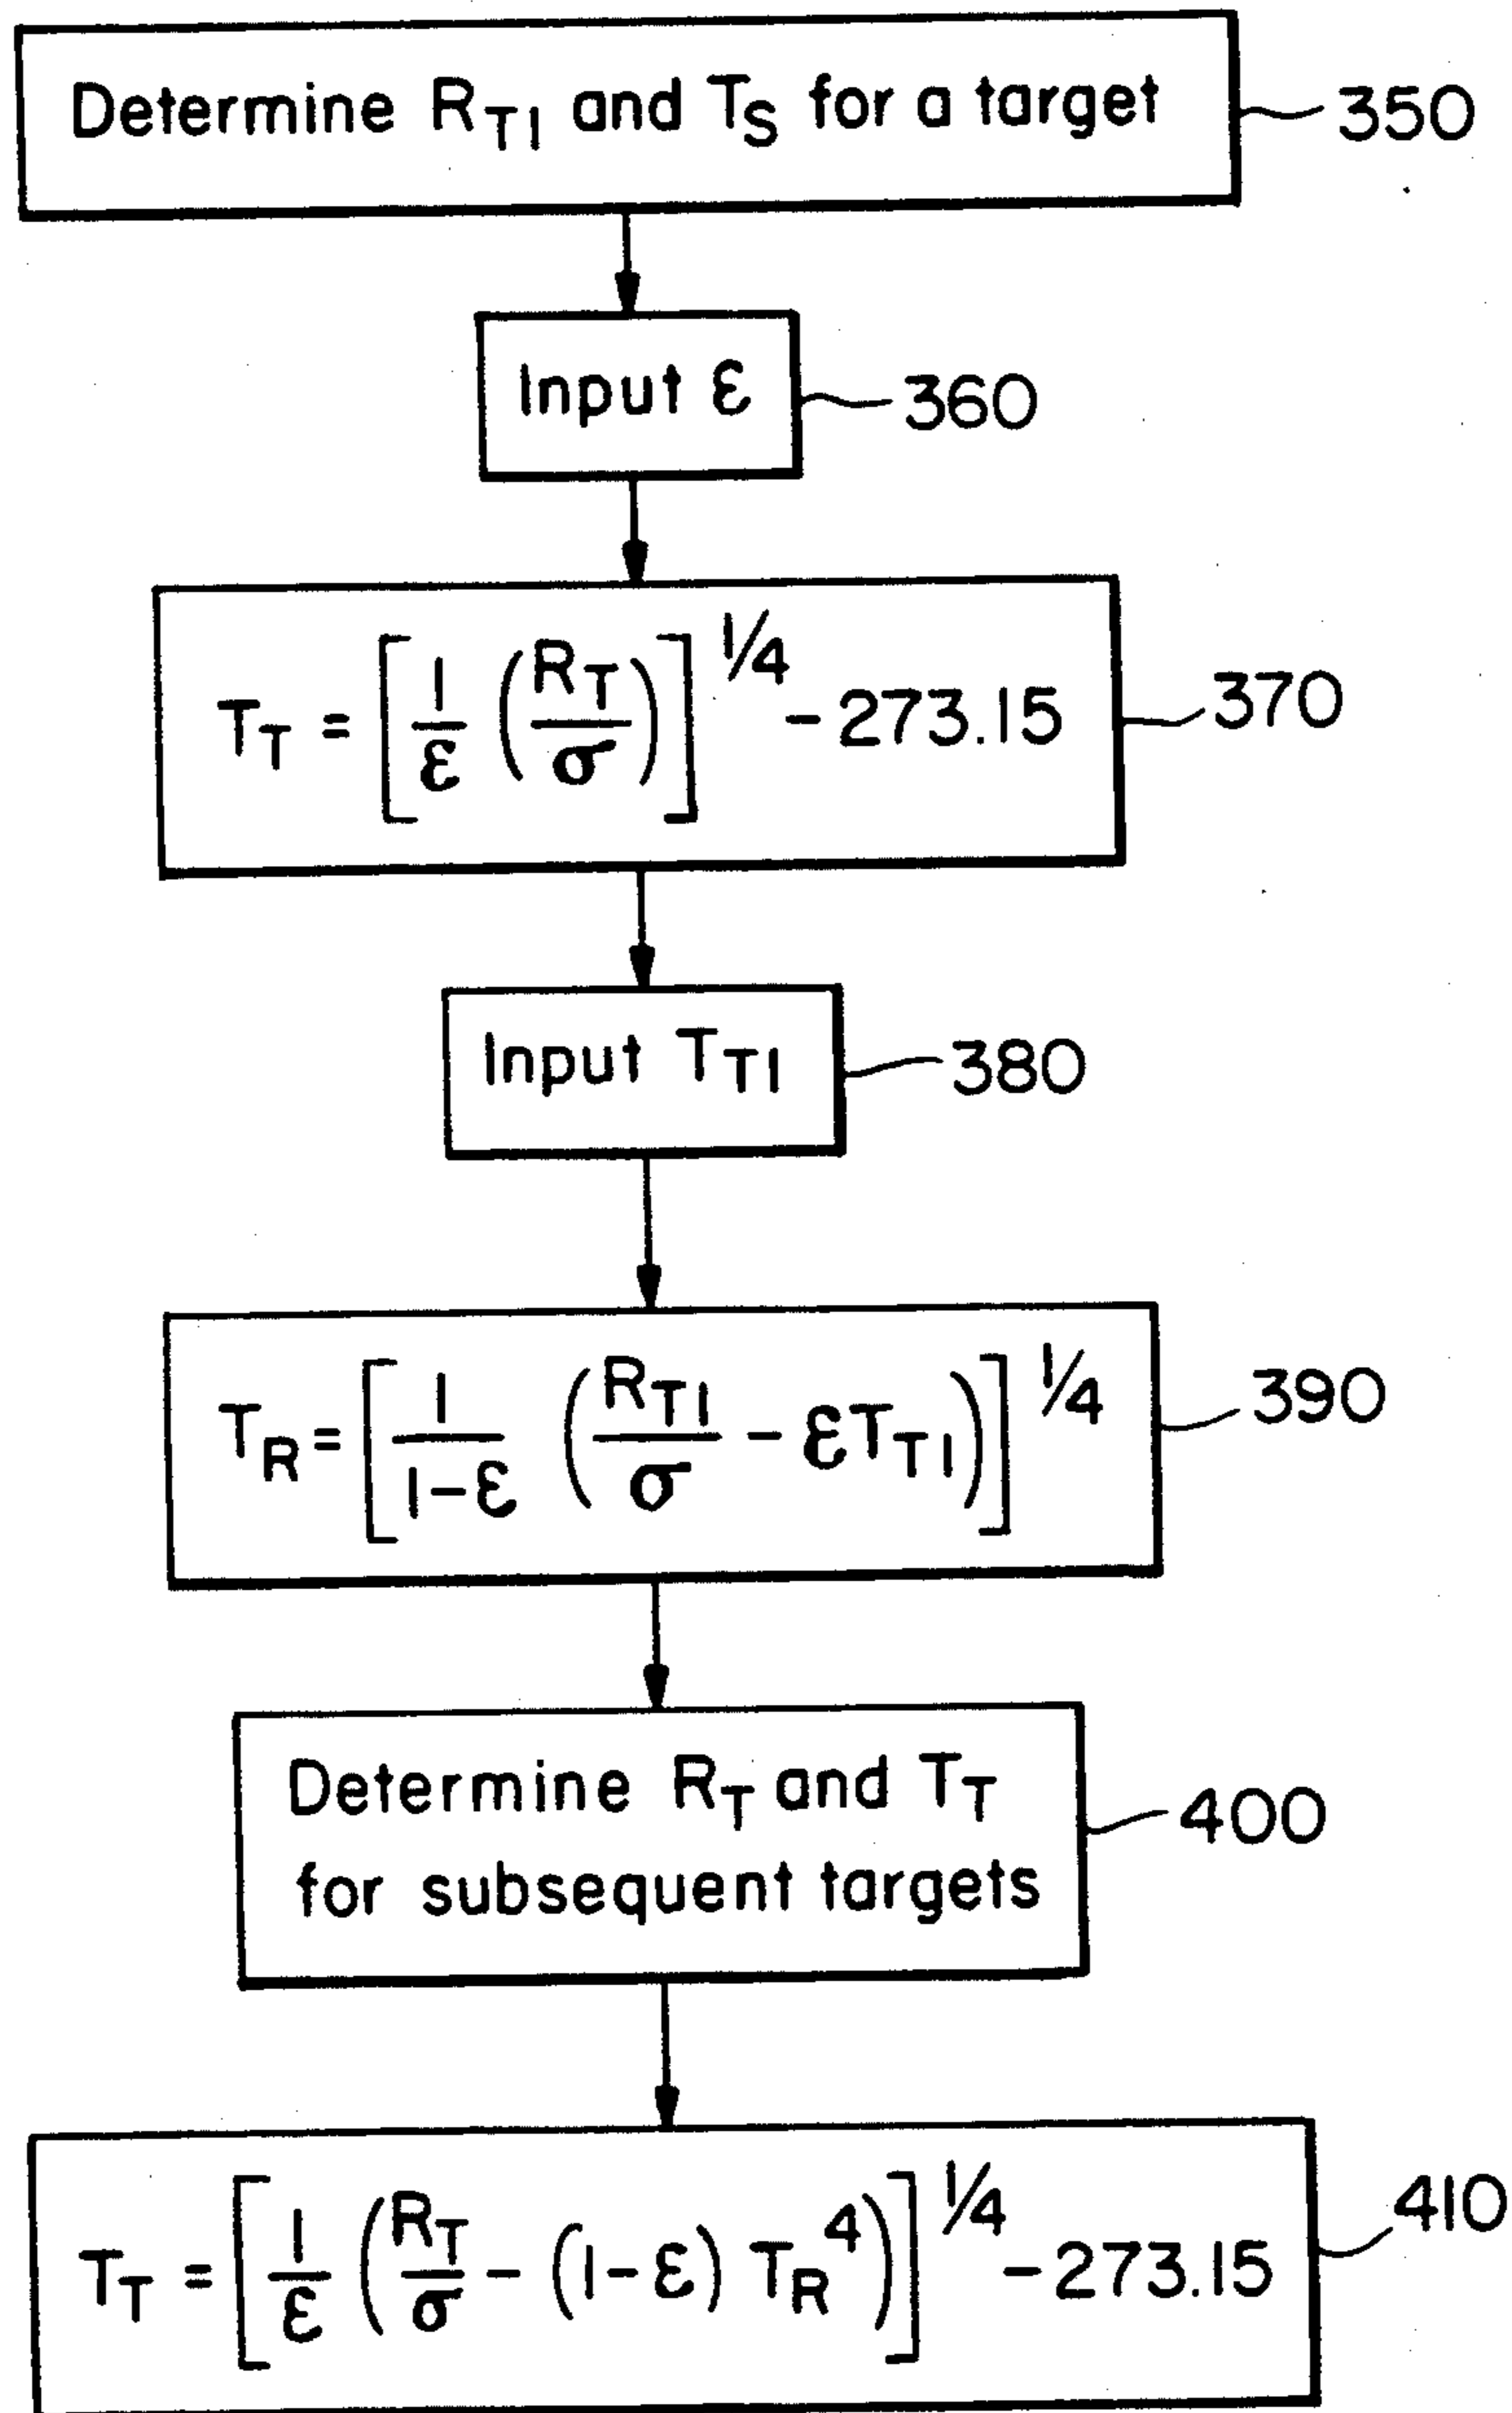 Determine R_T1 and T_S for a target
350
Input ε
360
T_T = [1/ε (R_T/σ)]^1/4 - 273.15
370
Input T_T1
380
T_R = [1/1-ε (R_T1/σ - εT_T1)]^1/4
390
Determine R_T and T_T
for subsequent targets
400
T_T = [1/ε (R_T/σ - (1-ε) T_R^4)]^1/4 - 273.15
410